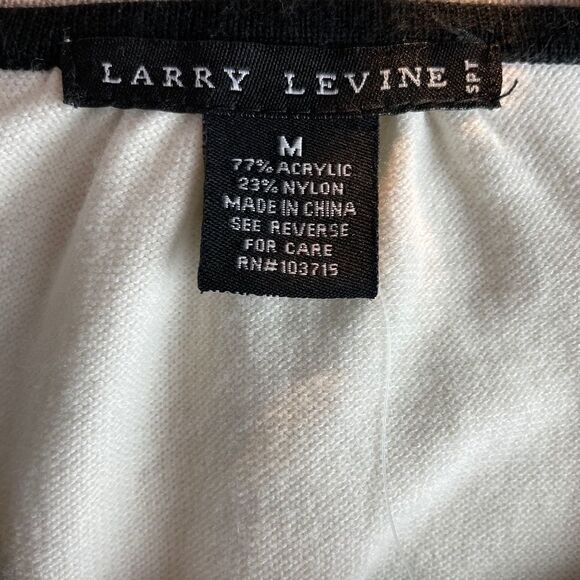 LARRY LEVINE SPT
M
77% ACRYLIC
23% NYLON
MADE IN CHINA
SEE REVERSE
FOR CARE
RN#103715